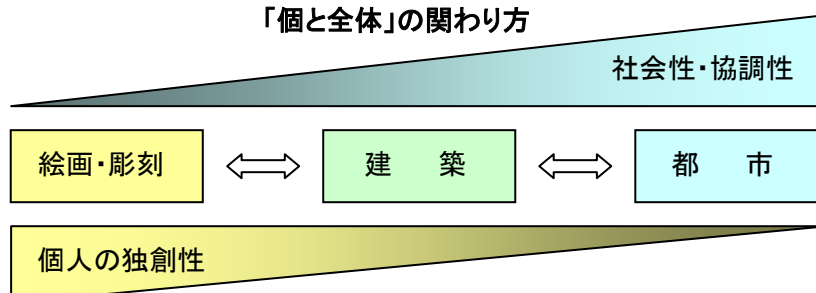 「個と全体」の関わり方
社会性・協調性
絵画・彫刻
建　築
都　市
個人の独創性